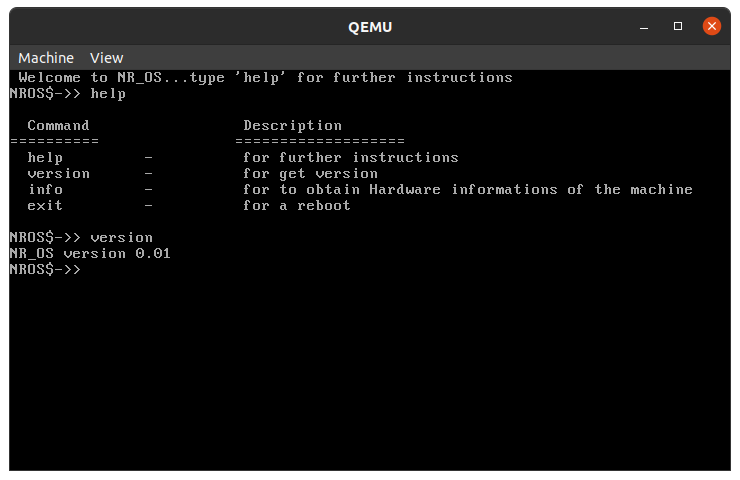 QEMU
Machine View
Welcome to NR_OS...type 'help' for further instructions
NROS$->> help
Command Description
========== ===================
help - for further instructions
version - for get version
info - for to obtain Hardware informations of the machine
exit - for a reboot
NROS$->> version
NR_OS version 0.01
NROS$->>